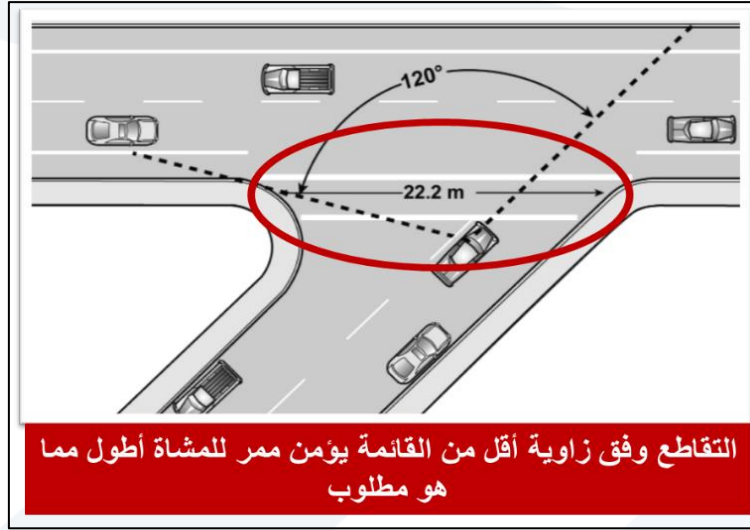 120°
22.2 m
التقاطع وفق زاوية أقل من القائمة يؤمن ممر للمشاة أطول مما
هو مطلوب